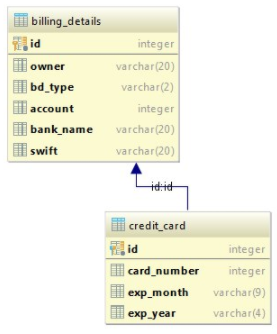 billing_details
id integer
owner varchar(20)
bd_type varchar(2)
account integer
bank_name varchar(20)
swift varchar(20)
id:id
credit_card
id integer
card_number integer
exp_month varchar(9)
exp_year varchar(4)